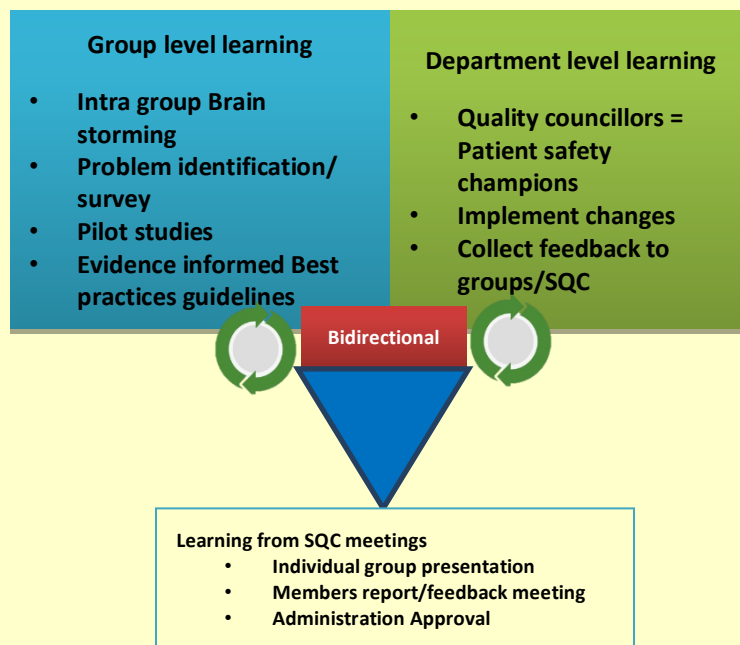 Group level learning
• Intra group Brain
storming
• Problem identification/
survey
• Pilot studies
• Evidence informed Best
practices guidelines
Department level learning
• Quality councillors =
Patient safety
champions
• Implement changes
• Collect feedback to
groups/SQC
Bidirectional
Learning from SQC meetings
• Individual group presentation
• Members report/feedback meeting
• Administration Approval